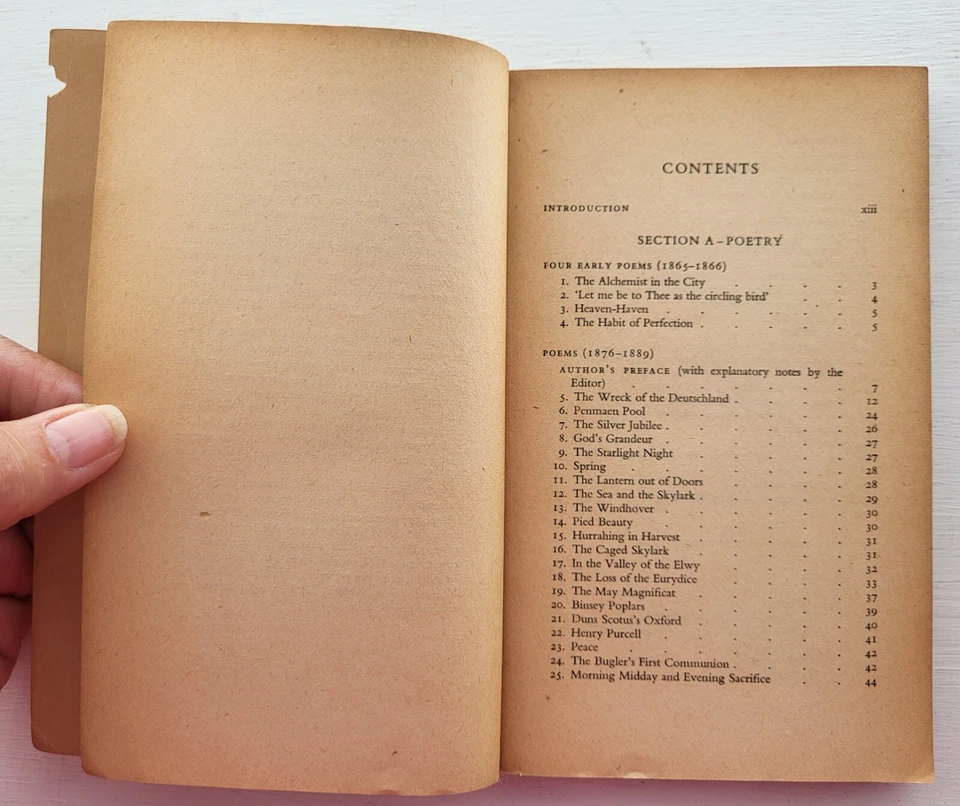 CONTENTS
INTRODUCTION xiii
SECTION A – POETRY
FOUR EARLY POEMS (1865–1866)
1. The Alchemist in the City . . . . 3
2. ‘Let me be to Thee as the circling bird’ . . 4
3. Heaven-Haven . . . . . . 5
4. The Habit of Perfection . . . . . 5
POEMS (1876–1889)
AUTHOR’S PREFACE (with explanatory notes by the
Editor) . . . . . . . 7
5. The Wreck of the Deutschland . . . . 12
6. Penmaen Pool . . . . . . 24
7. The Silver Jubilee . . . . . . 26
8. God’s Grandeur . . . . . . 27
9. The Starlight Night . . . . . 27
10. Spring . . . . . . . 28
11. The Lantern out of Doors . . . . 28
12. The Sea and the Skylark . . . . . 29
13. The Windhover . . . . . . 30
14. Pied Beauty . . . . . . 30
15. Hurrahing in Harvest . . . . . 31
16. The Caged Skylark . . . . . 31
17. In the Valley of the Elwy . . . . 32
18. The Loss of the Eurydice . . . . 33
19. The May Magnificat . . . . . 37
20. Binsey Poplars . . . . . . 39
21. Duns Scotus’s Oxford . . . . . 40
22. Henry Purcell . . . . . . 41
23. Peace . . . . . . . 42
24. The Bugler’s First Communion . . . . 42
25. Morning Midday and Evening Sacrifice . . 44